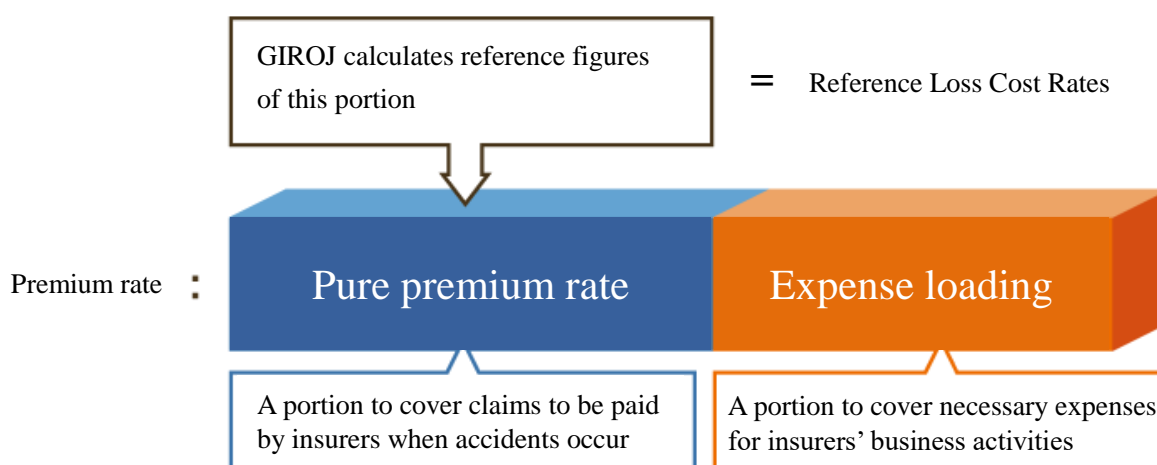 GIROJ calculates reference figures
of this portion
= Reference Loss Cost Rates
Premium rate : Pure premium rate Expense loading
A portion to cover claims to be paid
by insurers when accidents occur
A portion to cover necessary expenses
for insurers’ business activities